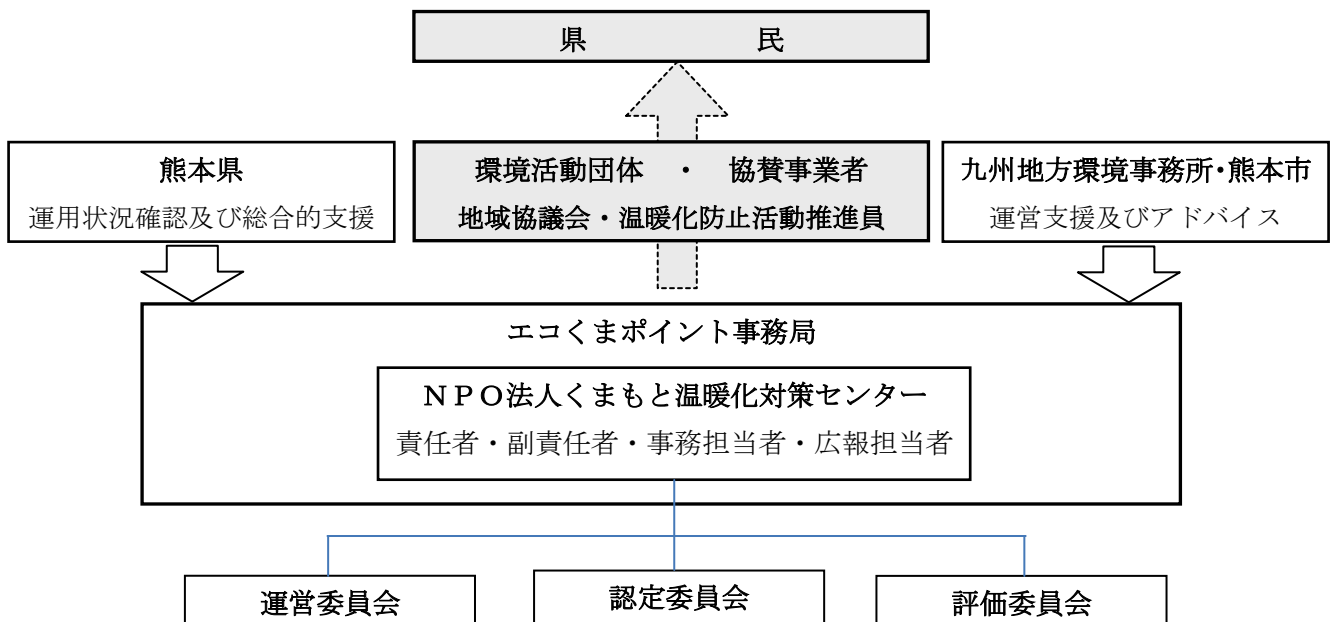 県　　　　民
熊本県
運用状況確認及び総合的支援
環境活動団体　・　協賛事業者
地域協議会・温暖化防止活動推進員
九州地方環境事務所・熊本市
運営支援及びアドバイス
エコくまポイント事務局
ＮＰＯ法人くまもと温暖化対策センター
責任者・副責任者・事務担当者・広報担当者
運営委員会
認定委員会
評価委員会